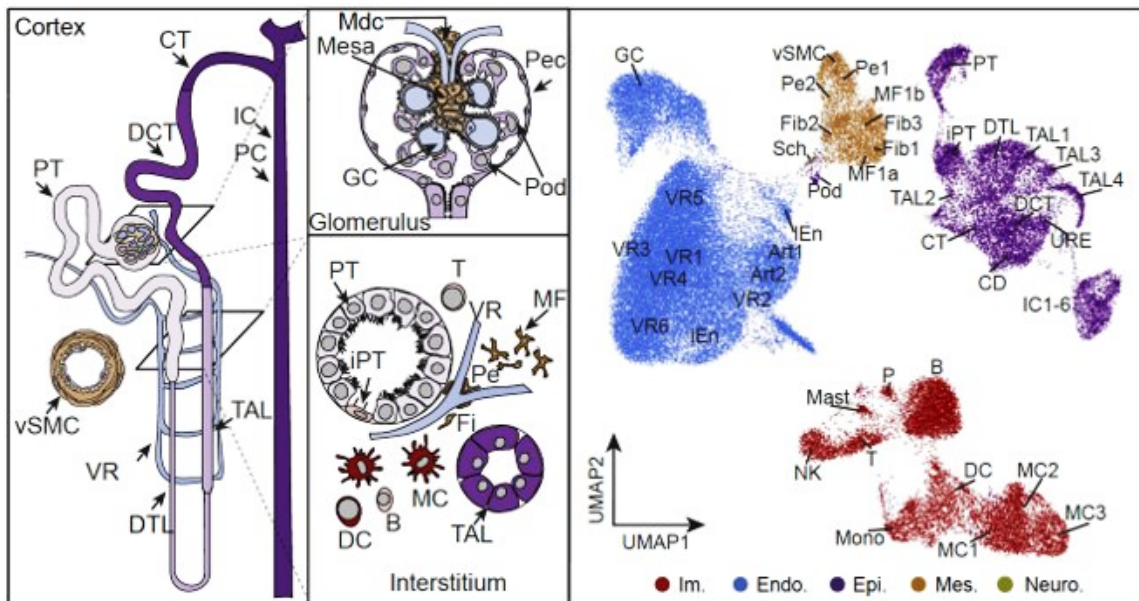 Cortex
CT
DCT
IC
PC
PT
vSMC
VR
TAL
DTL
Mdc
Mesa
Pec
GC
Pod
Glomerulus
PT
T
VR
MF
iPT
Pe
Fi
MC
DC
B
TAL
Interstitium
GC
vSMC
Pe1
Pe2
MF1b
Fib2
Fib3
Fib1
Sch
MF1a
Pod
PT
iPT
DTL
TAL1
TAL3
TAL4
TAL2
DCT
CT
URE
CD
IC1-6
VR5
IEn
VR3
VR1
Art1
VR4
Art2
VR2
VR6
IEn
P
B
Mast
NK
T
DC
MC2
MC3
Mono
MC1
UMAP2
UMAP1
Im.
Endo.
Epi.
Mes.
Neuro.